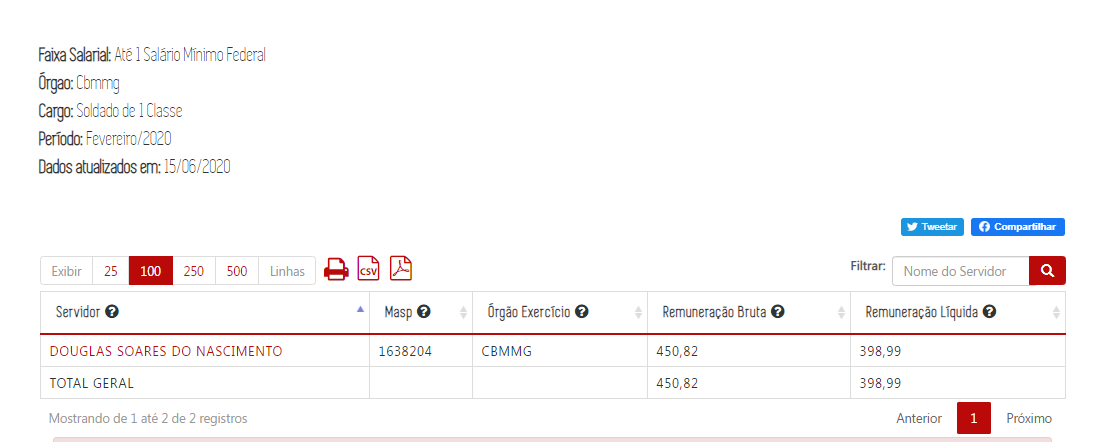 Faixa Salarial: Até 1 Salário Mínimo Federal
Órgao: Cbmmg
Cargo: Soldado de 1 Classe
Período: Fevereiro/2020
Dados atualizados em: 15/06/2020
Tweetar Compartilhar
Exibir 25 100 250 500 Linhas CSV Filtrar: Nome do Servidor
Servidor ? Masp ? Órgão Exercício ? Remuneração Bruta ? Remuneração Líquida ?
DOUGLAS SOARES DO NASCIMENTO 1638204 CBMMG 450,82 398,99
TOTAL GERAL 450,82 398,99
Mostrando de 1 até 2 de 2 registros Anterior 1 Próximo